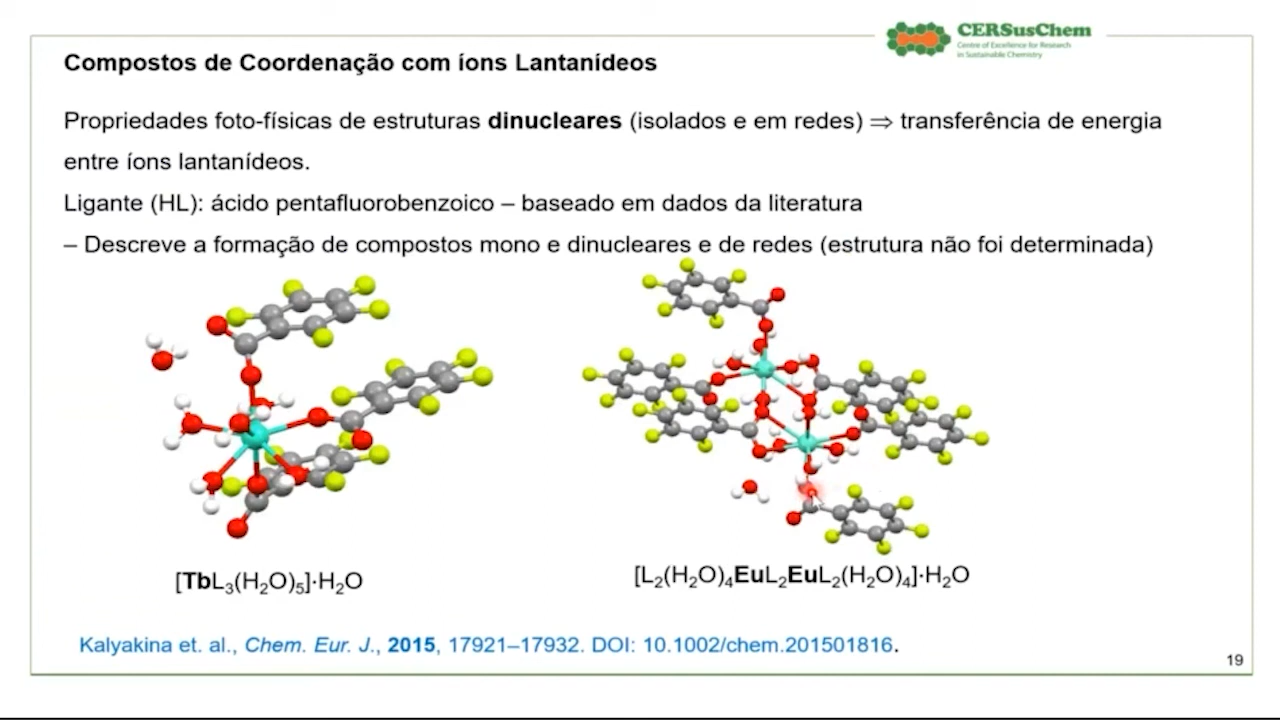 CERSusChem
Centre of Excellence for Research
in Sustainable Chemistry
Compostos de Coordenação com íons Lantanídeos
Propriedades foto-físicas de estruturas dinucleares (isolados e em redes) ⇒ transferência de energia
entre íons lantanídeos.
Ligante (HL): ácido pentafluorobenzoico – baseado em dados da literatura
– Descreve a formação de compostos mono e dinucleares e de redes (estrutura não foi determinada)
[TbL₃(H₂O)₅]·H₂O
[L₂(H₂O)₄EuL₂EuL₂(H₂O)₄]·H₂O
Kalyakina et. al., Chem. Eur. J., 2015, 17921–17932. DOI: 10.1002/chem.201501816.
19